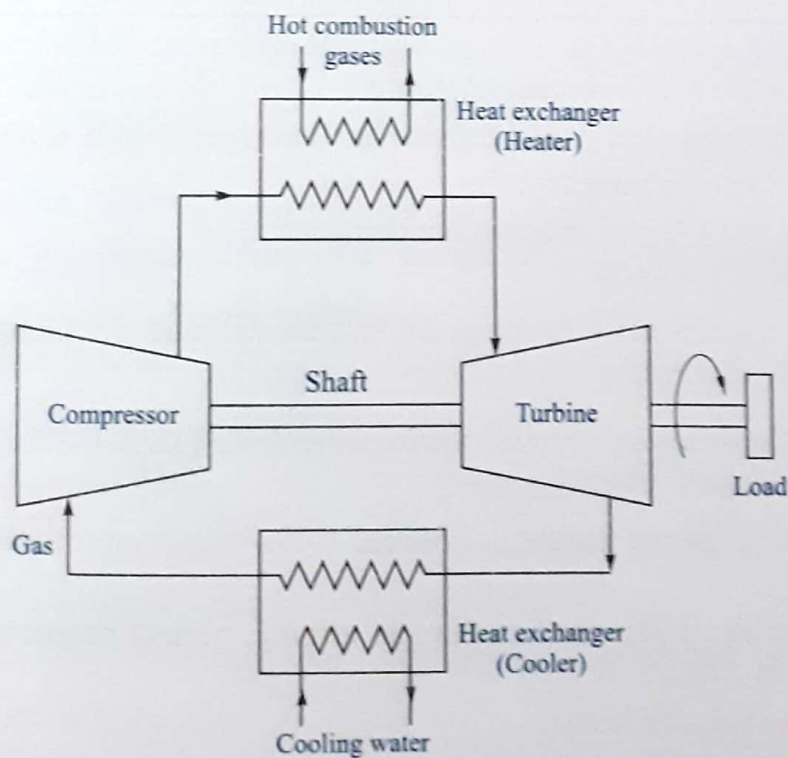 Hot combustion
gases
Heat exchanger
(Heater)
Shaft
Compressor
Turbine
Load
Gas
Heat exchanger
(Cooler)
Cooling water